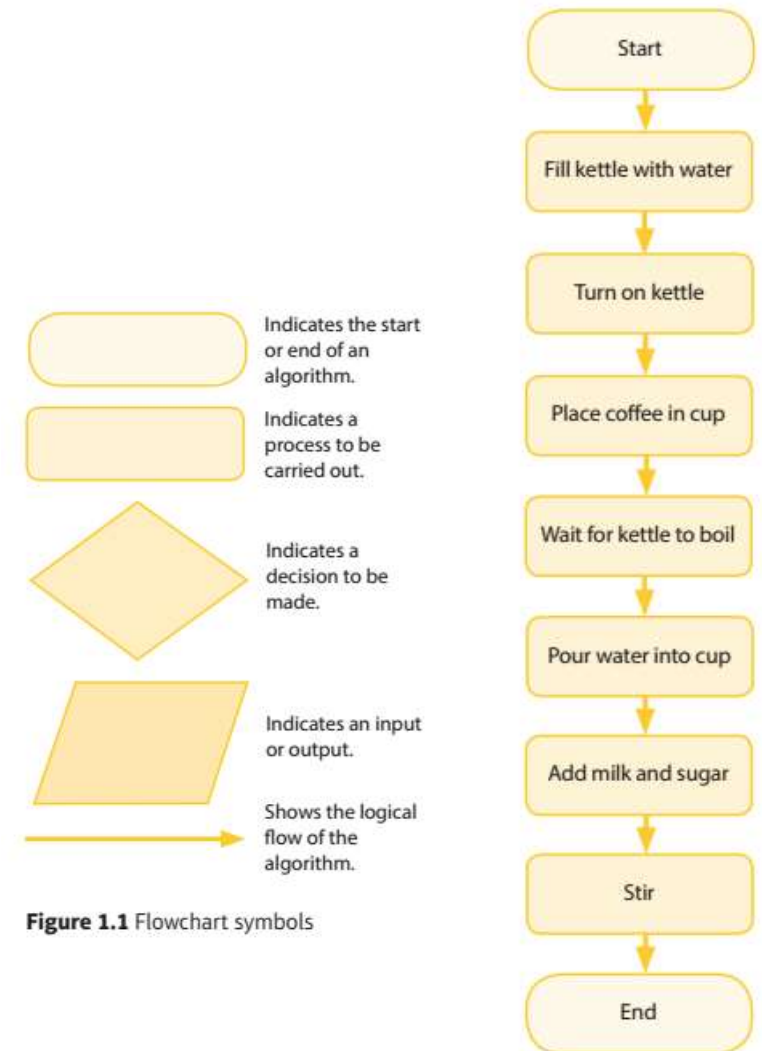 Indicates the start
or end of an
algorithm.
Indicates a
process to be
carried out.
Indicates a
decision to be
made.
Indicates an input
or output.
Shows the logical
flow of the
algorithm.
Figure 1.1 Flowchart symbols
Start
Fill kettle with water
Turn on kettle
Place coffee in cup
Wait for kettle to boil
Pour water into cup
Add milk and sugar
Stir
End